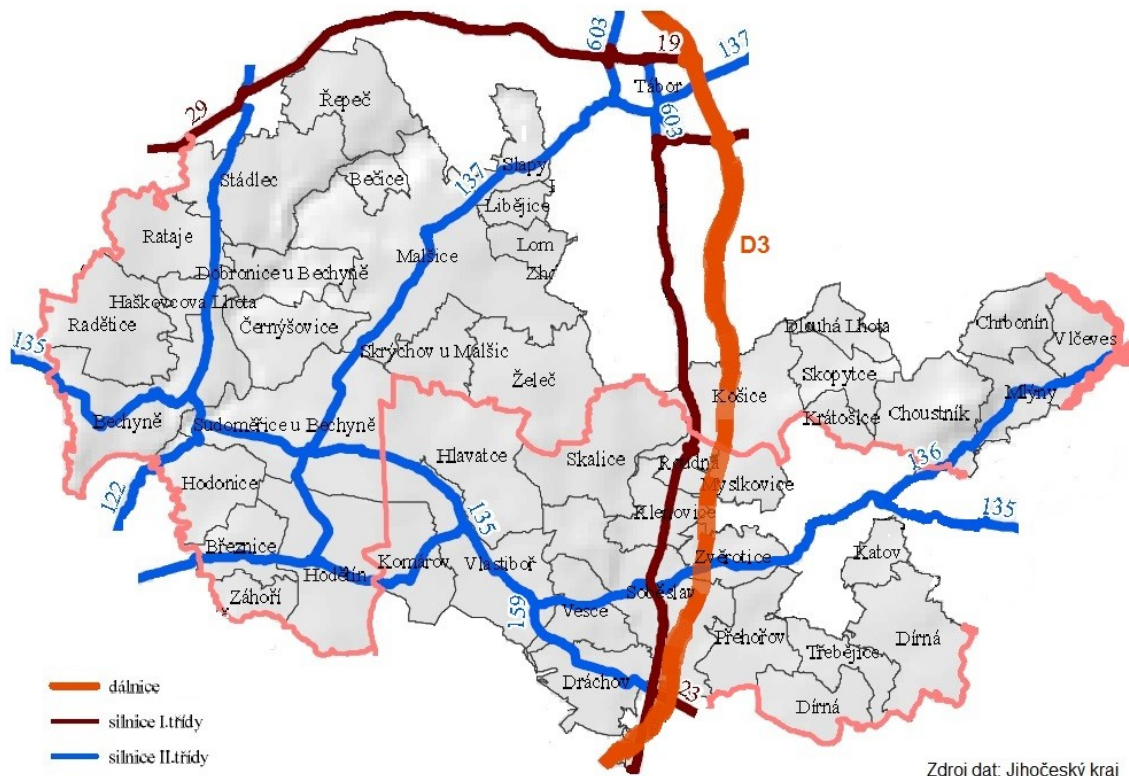 603
19
137
Tábor
603
29
Řepeč
Slapy
137
Stádlec
Bečice
Libějice
Lom
D3
Rataje
Malšice
Zho
Dobronice u Bechyně
Haškovcova Lhota
Radětice
Černýšovice
Dlouhá Lhota
Chrbonín
Vlčeves
135
Skrýchov u Malšic
Želeč
Košice
Skopytce
Mlýny
Krátošice
Choustník
Bechyně
Sudoměřice u Bechyně
Hlavatce
Skalice
Roudná
136
Myslkovice
Hodonice
122
Klenovice
135
135
Březnice
Zvěrotice
Katov
Hodětín
Komárov
Vlastiboř
Záhoří
Soběslav
159
Vesce
Přehořov
Třebějice
Dírná
Dráchov
23
Dírná
dálnice
silnice I.třídy
silnice II.třídy
Zdroj dat: Jihočeský kraj